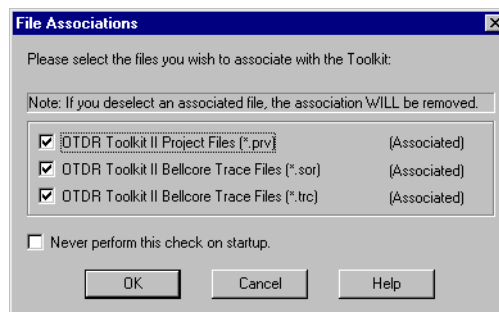 File Associations
Please select the files you wish to associate with the Toolkit:
Note: If you deselect an associated file, the association WILL be removed.
OTDR Toolkit II Project Files (*.prv) (Associated)
OTDR Toolkit II Bellcore Trace Files (*.sor) (Associated)
OTDR Toolkit II Bellcore Trace Files (*.trc) (Associated)
Never perform this check on startup.
OK Cancel Help